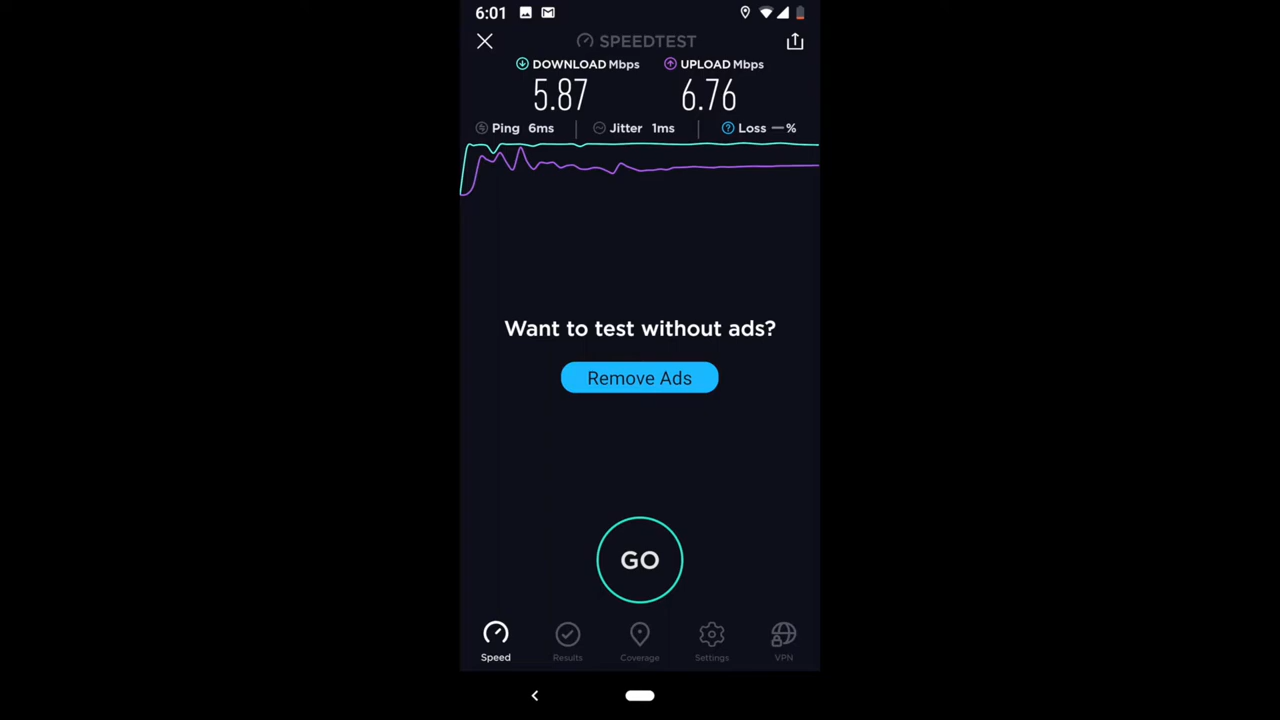 6:01
SPEEDTEST
DOWNLOAD Mbps UPLOAD Mbps
5.87 6.76
Ping 6ms Jitter 1ms ? Loss —%
Want to test without ads?
Remove Ads
GO
Speed Results Coverage Settings VPN